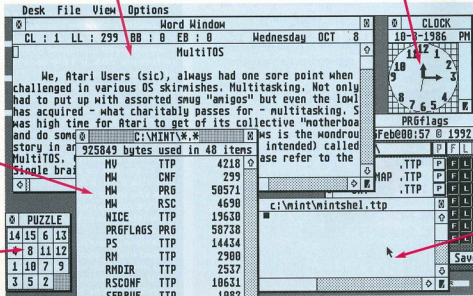 Desk File View Options
Word Window
CL : 1 LL : 299 BB : 0 EB : 0 Wednesday OCT 8
MultiTOS
We, Atari Users (sic), always had one sore point when
challenged in various OS skirmishes. Multitasking. Not only
had to put up with assorted smug "amigos" but even the lowl
has acquired - what charitably passes for - multitasking. S
was high time for Atari to get of its collective "motherboa
and do som
ws is the wondrou
story in an
intended) called
MultiTOS.
ase refer to the
Single brai
CLOCK
10-8-1986 PM
12
1
2
3
4
5
6
7
8
9
10
11
PRGflags
Feb000:57 © 1992
P F L
.TTP P F L
MAP .TTP P F L
F L
F L
F L
F L
Save
C:\MINT\*.*
925849 bytes used in 48 items
MV TTP 4218
MW CNF 299
MW PRG 50571
MW RSC 4690
NICE TTP 19630
PRGFLAGS PRG 58738
PS TTP 14434
RM TTP 2900
RMDIR TTP 2537
RSCONF TTP 10631
SERBUF TTP 1082
c:\mint\mintshel.ttp
PUZZLE
14 15 6 13
8 11 12
1 10 7 9
3 5 2